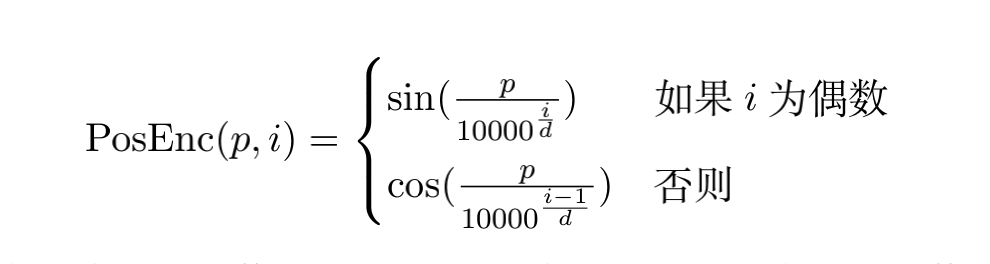 PosEnc(p, i) = { sin(p / 10000^{i/d}) 如果 i 为偶数
cos(p / 10000^{(i−1)/d}) 否则